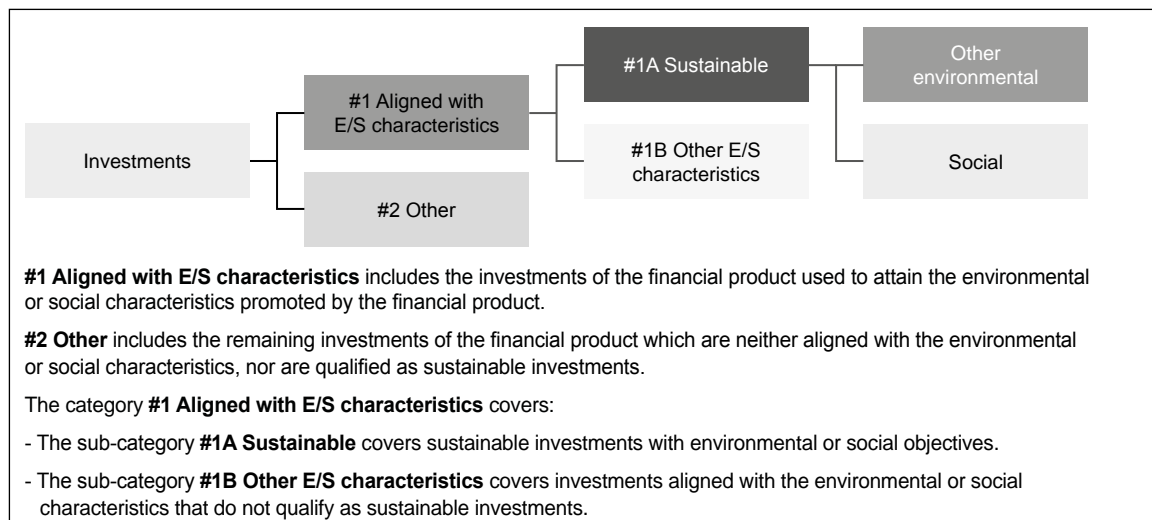 Investments
#1 Aligned with
E/S characteristics
#2 Other
#1A Sustainable
#1B Other E/S
characteristics
Other
environmental
Social
#1 Aligned with E/S characteristics includes the investments of the financial product used to attain the environmental
or social characteristics promoted by the financial product.
#2 Other includes the remaining investments of the financial product which are neither aligned with the environmental
or social characteristics, nor are qualified as sustainable investments.
The category #1 Aligned with E/S characteristics covers:
- The sub-category #1A Sustainable covers sustainable investments with environmental or social objectives.
- The sub-category #1B Other E/S characteristics covers investments aligned with the environmental or social
characteristics that do not qualify as sustainable investments.